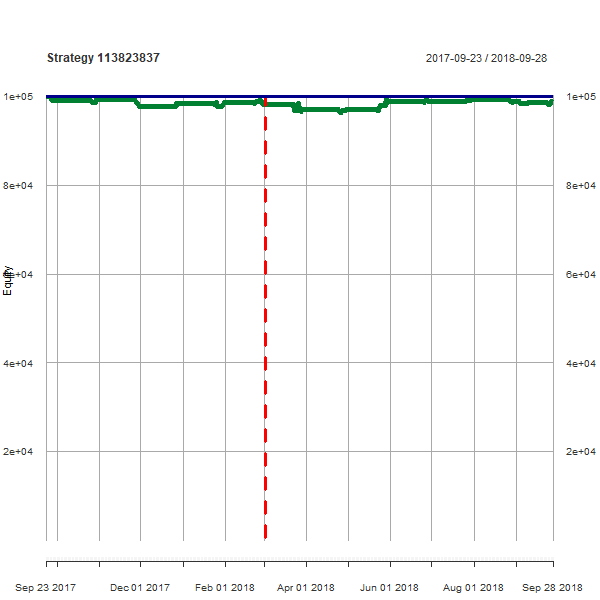 Strategy 113823837 2017-09-23 / 2018-09-28
1e+05 1e+05
8e+04 8e+04
6e+04 6e+04
Equity
4e+04 4e+04
2e+04 2e+04
Sep 23 2017 Dec 01 2017 Feb 01 2018 Apr 01 2018 Jun 01 2018 Aug 01 2018 Sep 28 2018